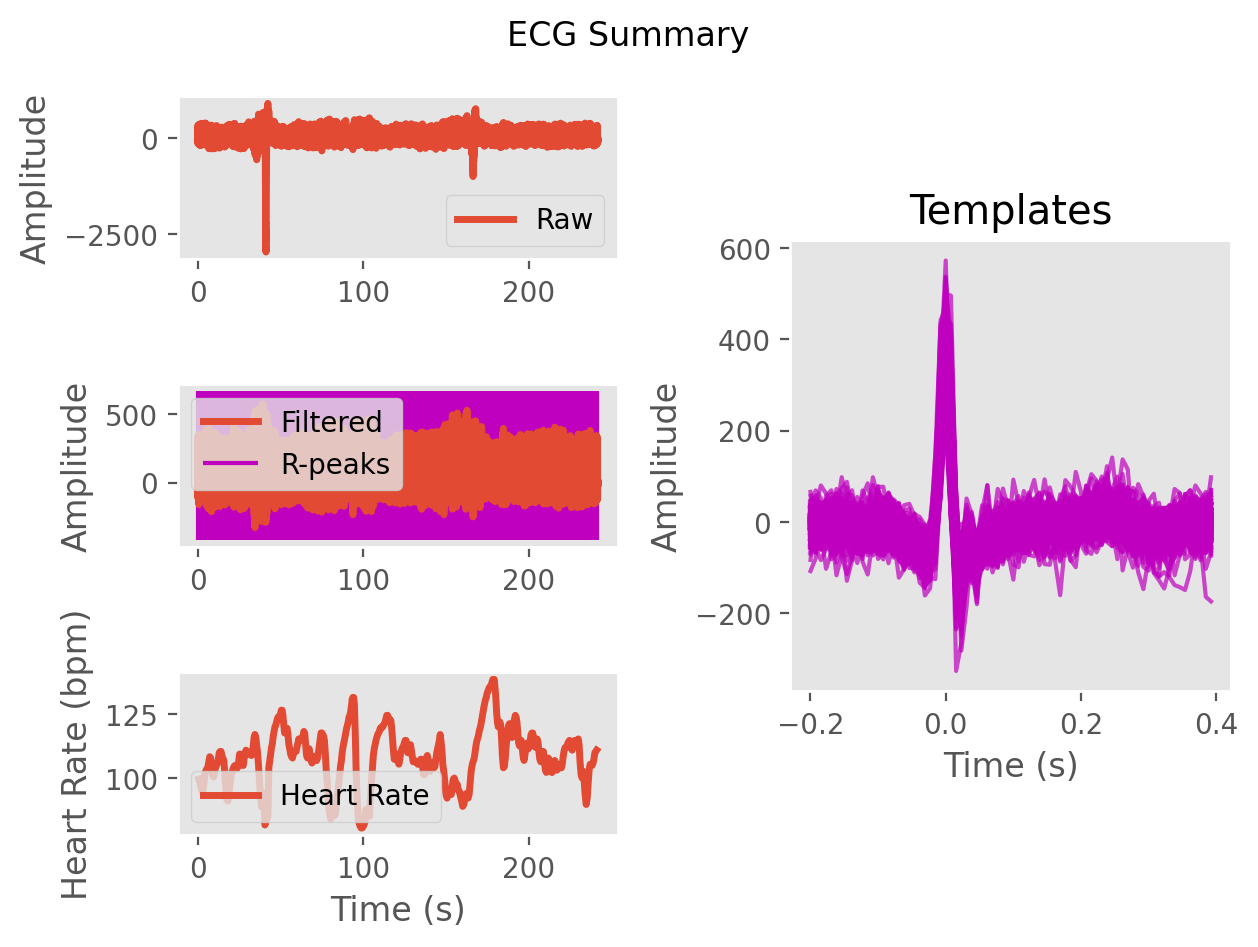 ECG Summary
Amplitude
0
−2500
Raw
0 100 200
Amplitude
500
0
Filtered
R-peaks
0 100 200
Heart Rate (bpm)
125
100
Heart Rate
0 100 200
Time (s)
Templates
Amplitude
600
400
200
0
−200
−0.2 0.0 0.2 0.4
Time (s)